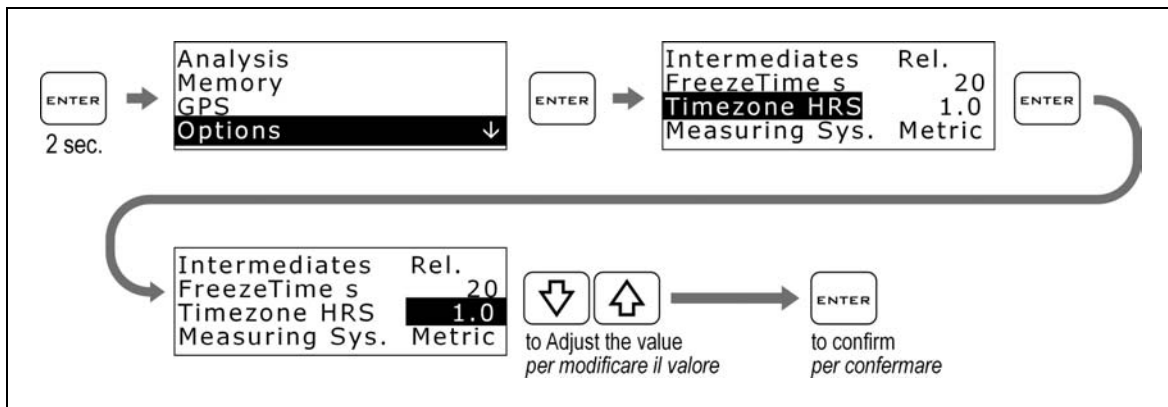 ENTER
2 sec.
Analysis
Memory
GPS
Options ↓
ENTER
Intermediates Rel.
FreezeTime s 20
Timezone HRS 1.0
Measuring Sys. Metric
ENTER
Intermediates Rel.
FreezeTime s 20
Timezone HRS 1.0
Measuring Sys. Metric
to Adjust the value
per modificare il valore
ENTER
to confirm
per confermare